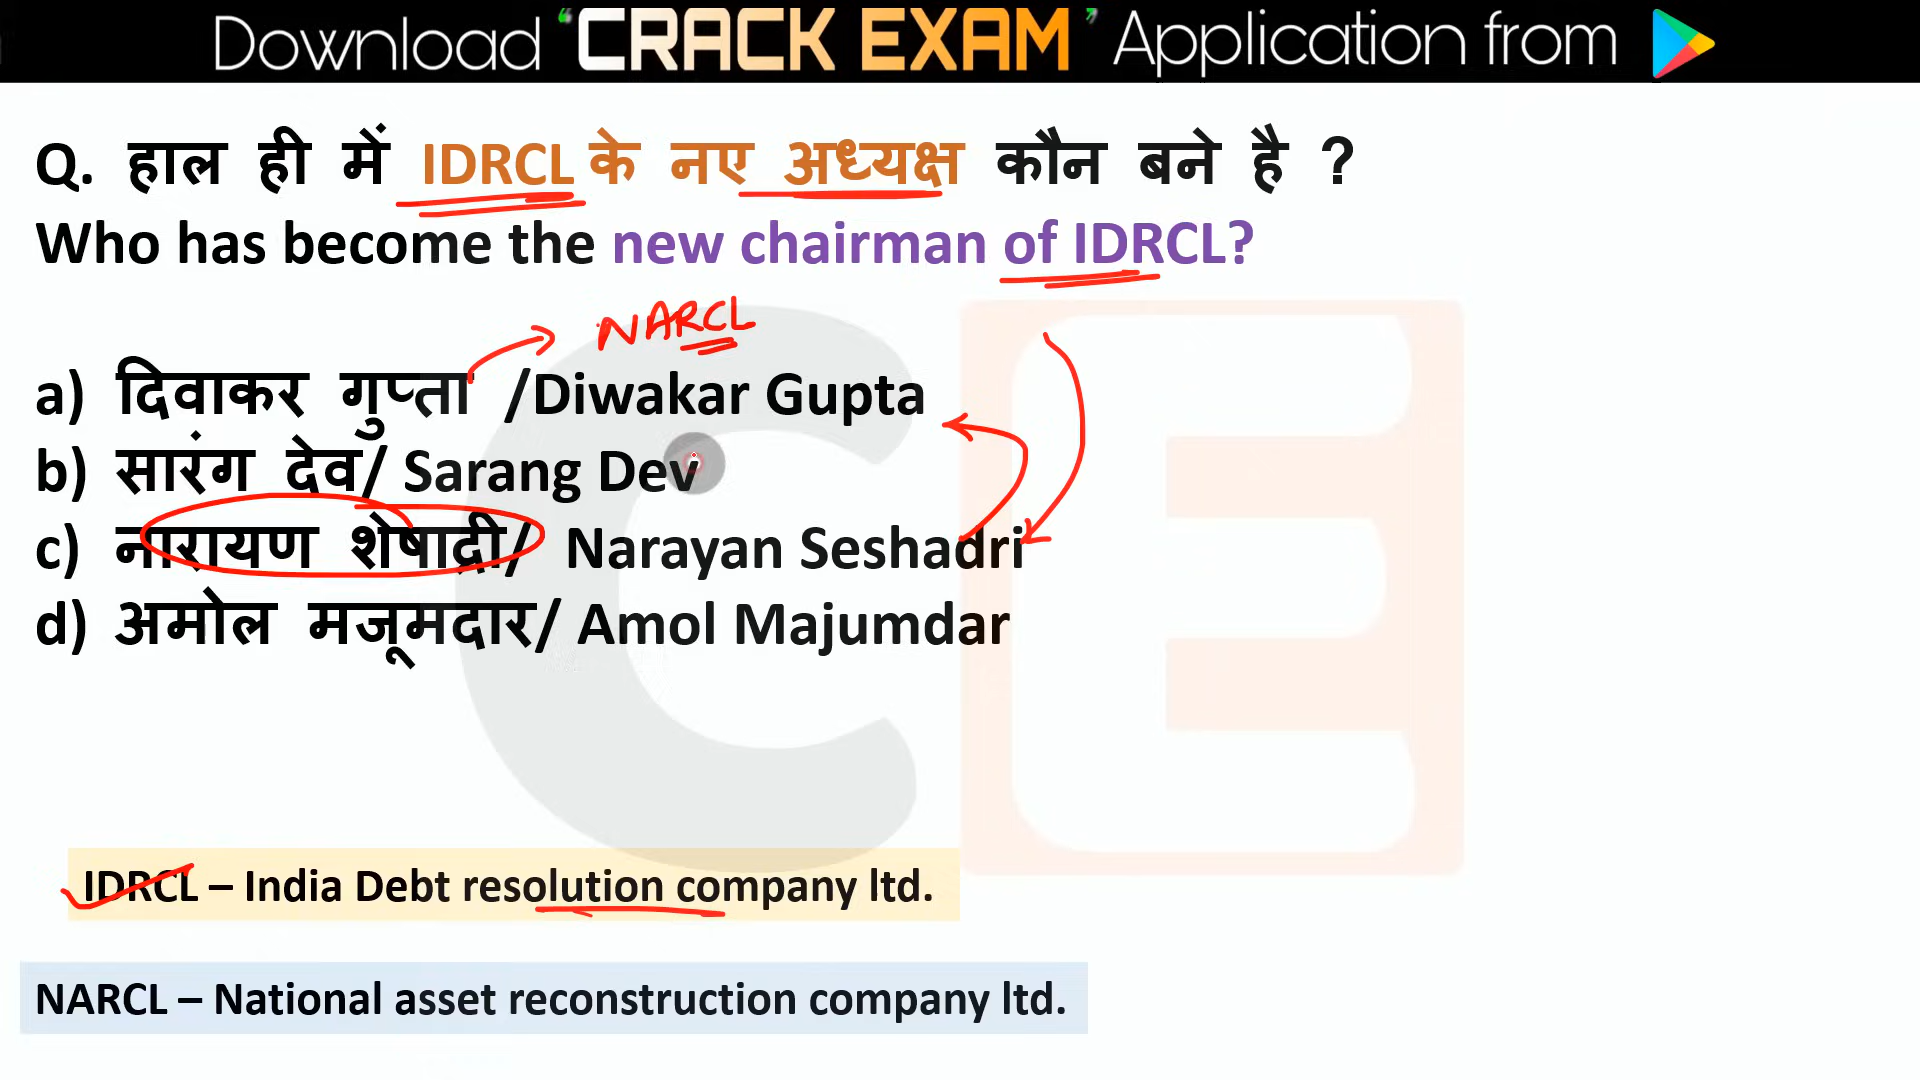 Download 'CRACK EXAM' Application from
Q. हाल ही में IDRCL के नए अध्यक्ष कौन बने है ?
Who has become the new chairman of IDRCL?
NARCL
a) दिवाकर गुप्ता /Diwakar Gupta
b) सारंग देव/ Sarang Dev
c) नारायण शेषाद्री/ Narayan Seshadri
d) अमोल मजूमदार/ Amol Majumdar
CE
IDRCL – India Debt resolution company ltd.
NARCL – National asset reconstruction company ltd.